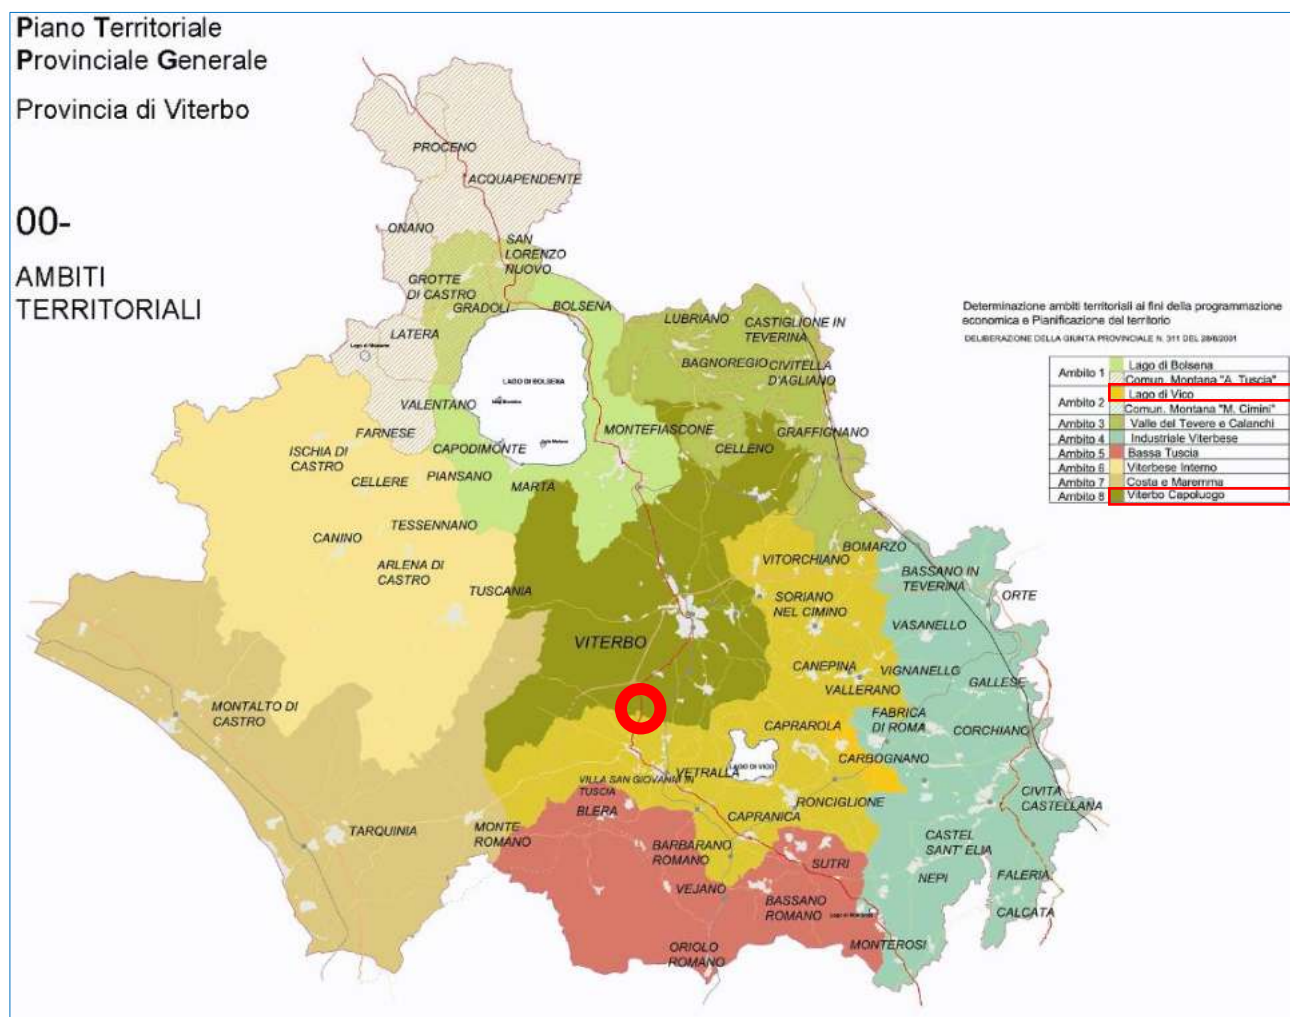 Piano Territoriale
Provinciale Generale
Provincia di Viterbo
00-
AMBITI
TERRITORIALI
PROCENO
ACQUAPENDENTE
ONANO
SAN
LORENZO
NUOVO
GROTTE
DI CASTRO
GRADOLI
BOLSENA
LATERA
LUBRIANO
CASTIGLIONE IN
TEVERINA
BAGNOREGIO
CIVITELLA
D'AGLIANO
LAGO DI BOLSENA
VALENTANO
FARNESE
CAPODIMONTE
MONTEFIASCONE
GRAFFIGNANO
CELLENO
ISCHIA DI
CASTRO
CELLERE
PIANSANO
MARTA
TESSENNANO
CANINO
ARLENA DI
CASTRO
TUSCANIA
VITORCHIANO
BOMARZO
BASSANO IN
TEVERINA
ORTE
SORIANO
NEL CIMINO
VASANELLO
VITERBO
CANEPINA
VIGNANELLO
VALLERANO
GALLESE
MONTALTO DI
CASTRO
CAPRAROLA
FABRICA
DI ROMA
CORCHIANO
LAGO DI VICO
CARBOGNANO
VETRALLA
VILLA SAN GIOVANNI IN
TUSCIA
BLERA
RONCIGLIONE
CIVITA
CASTELLANA
CAPRANICA
TARQUINIA
MONTE-
ROMANO
BARBARANO
ROMANO
SUTRI
CASTEL
SANT' ELIA
NEPI
FALERIA
VEJANO
BASSANO
ROMANO
CALCATA
ORIOLO
ROMANO
MONTEROSI
Determinazione ambiti territoriali ai fini della programmazione
economica e Pianificazione del territorio
DELIBERAZIONE DELLA GIUNTA PROVINCIALE N. 311 DEL 28/6/2001
Ambito 1 Lago di Bolsena
Comun. Montana "A. Tuscia"
Ambito 2 Lago di Vico
Comun. Montana "M. Cimini"
Ambito 3 Valle del Tevere e Calanchi
Ambito 4 Industriale Viterbese
Ambito 5 Bassa Tuscia
Ambito 6 Viterbese Interno
Ambito 7 Costa e Maremma
Ambito 8 Viterbo Capoluogo